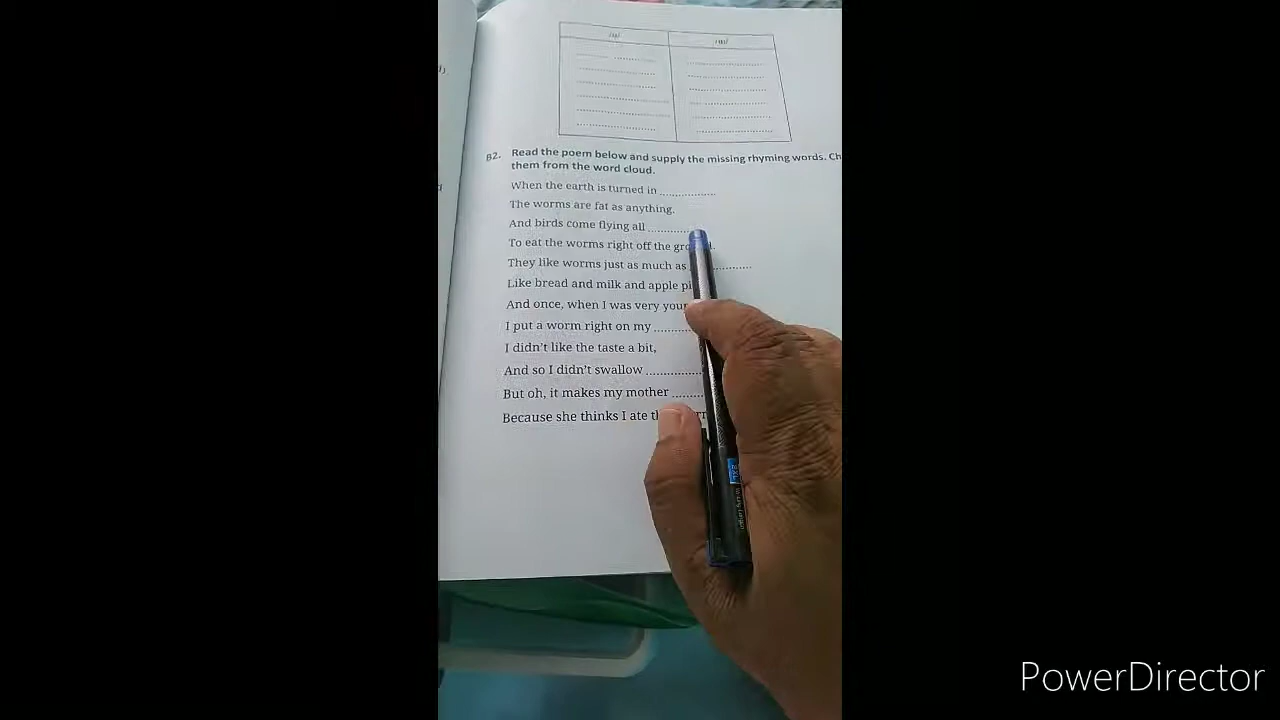 B2. Read the poem below and supply the missing rhyming words. Ch
them from the word cloud.
When the earth is turned in ...............
The worms are fat as anything.
And birds come flying all ............
To eat the worms right off the
They like worms just as much as ...............
Like bread and milk and apple
And once, when I was very
I put a worm right on my ..........
I didn't like the taste a bit,
And so I didn't swallow ...............
But oh, it makes my mother .........
Because she thinks I ate
PowerDirector